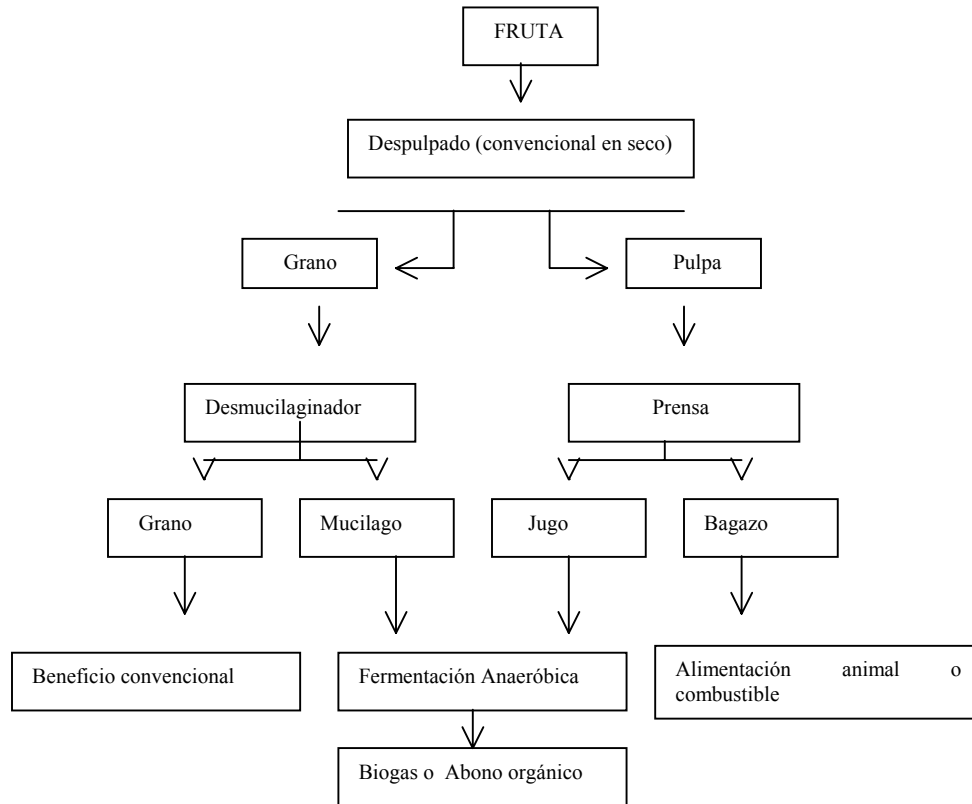 FRUTA
Despulpado (convencional en seco)
Grano
Pulpa
Desmucilaginador
Prensa
Grano
Mucilago
Jugo
Bagazo
Beneficio convencional
Fermentación Anaeróbica
Alimentación animal o
combustible
Biogas o Abono orgánico